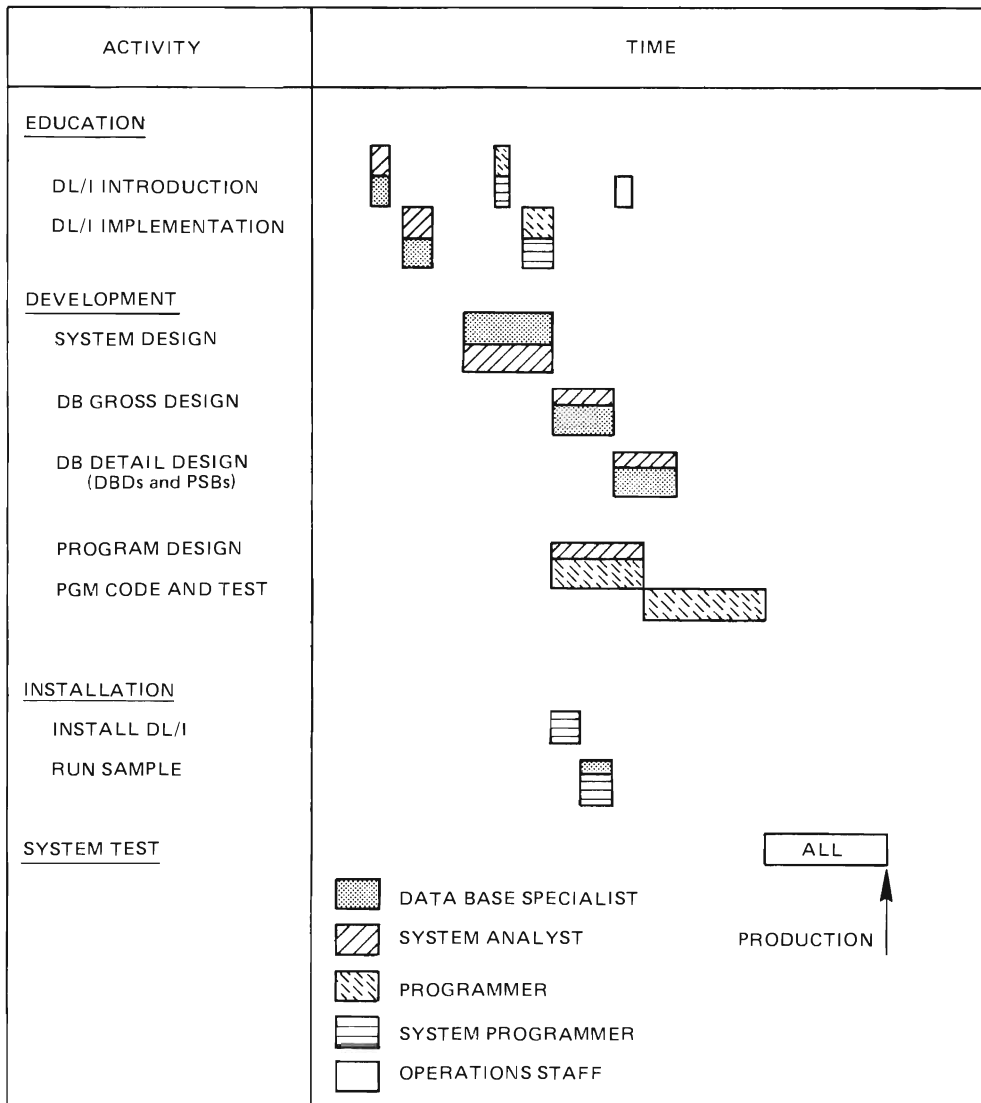 ACTIVITY
TIME
EDUCATION
DL/I INTRODUCTION
DL/I IMPLEMENTATION
DEVELOPMENT
SYSTEM DESIGN
DB GROSS DESIGN
DB DETAIL DESIGN
(DBDs and PSBs)
PROGRAM DESIGN
PGM CODE AND TEST
INSTALLATION
INSTALL DL/I
RUN SAMPLE
SYSTEM TEST
ALL
DATA BASE SPECIALIST
SYSTEM ANALYST
PRODUCTION
PROGRAMMER
SYSTEM PROGRAMMER
OPERATIONS STAFF